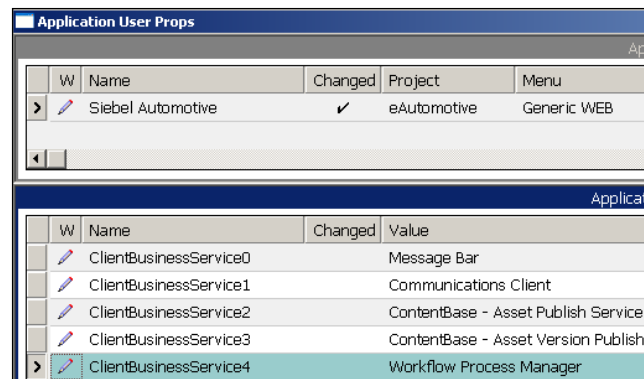 Application User Props
W Name Changed Project Menu
Siebel Automotive ✔ eAutomotive Generic WEB
W Name Changed Value
ClientBusinessService0 Message Bar
ClientBusinessService1 Communications Client
ClientBusinessService2 ContentBase - Asset Publish Service
ClientBusinessService3 ContentBase - Asset Version Publish
ClientBusinessService4 Workflow Process Manager